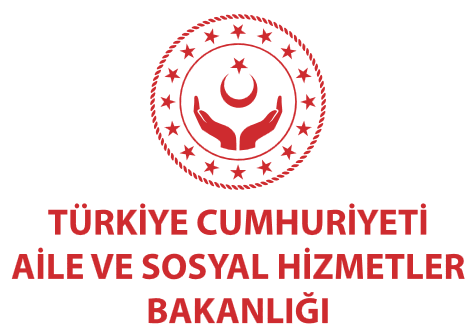 TÜRKİYE CUMHURİYETİ
AİLE VE SOSYAL HİZMETLER
BAKANLIĞI